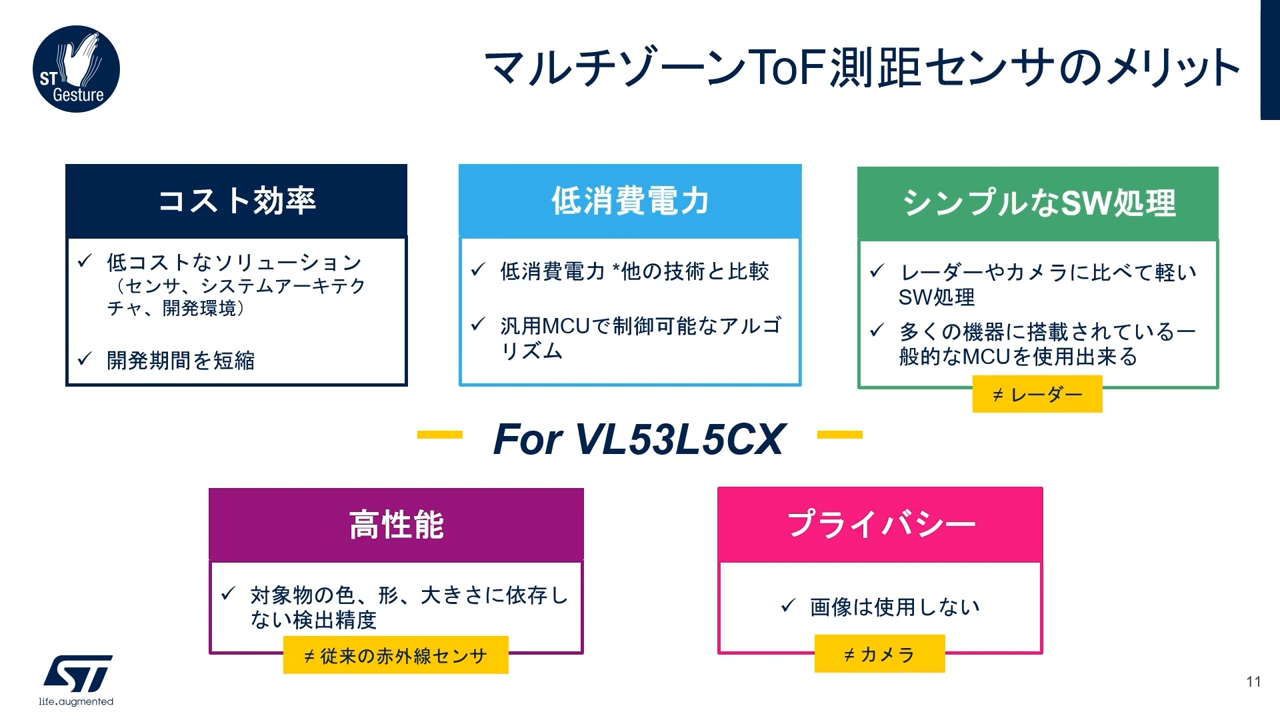 ST
Gesture
マルチゾーンToF測距センサのメリット
コスト効率
✓ 低コストなソリューション
（センサ、システムアーキテク
チャ、開発環境）
✓ 開発期間を短縮
低消費電力
✓ 低消費電力 *他の技術と比較
✓ 汎用MCUで制御可能なアルゴ
リズム
シンプルなSW処理
✓ レーダーやカメラに比べて軽い
SW処理
✓ 多くの機器に搭載されている一
般的なMCUを使用出来る
≠ レーダー
For VL53L5CX
高性能
✓ 対象物の色、形、大きさに依存し
ない検出精度
≠ 従来の赤外線センサ
プライバシー
✓ 画像は使用しない
≠ カメラ
ST
life.augmented
11